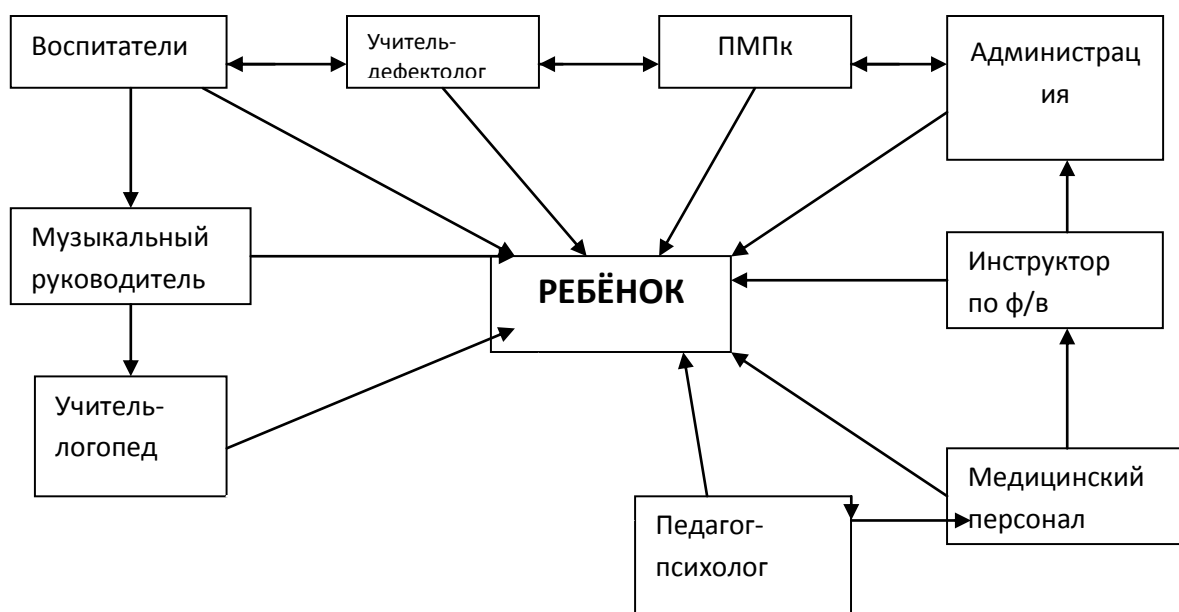 Воспитатели
Учитель-
дефектолог
ПМПк
Администрац
ия
Музыкальный
руководитель
РЕБЁНОК
Инструктор
по ф/в
Учитель-
логопед
Медицинский
персонал
Педагог-
психолог